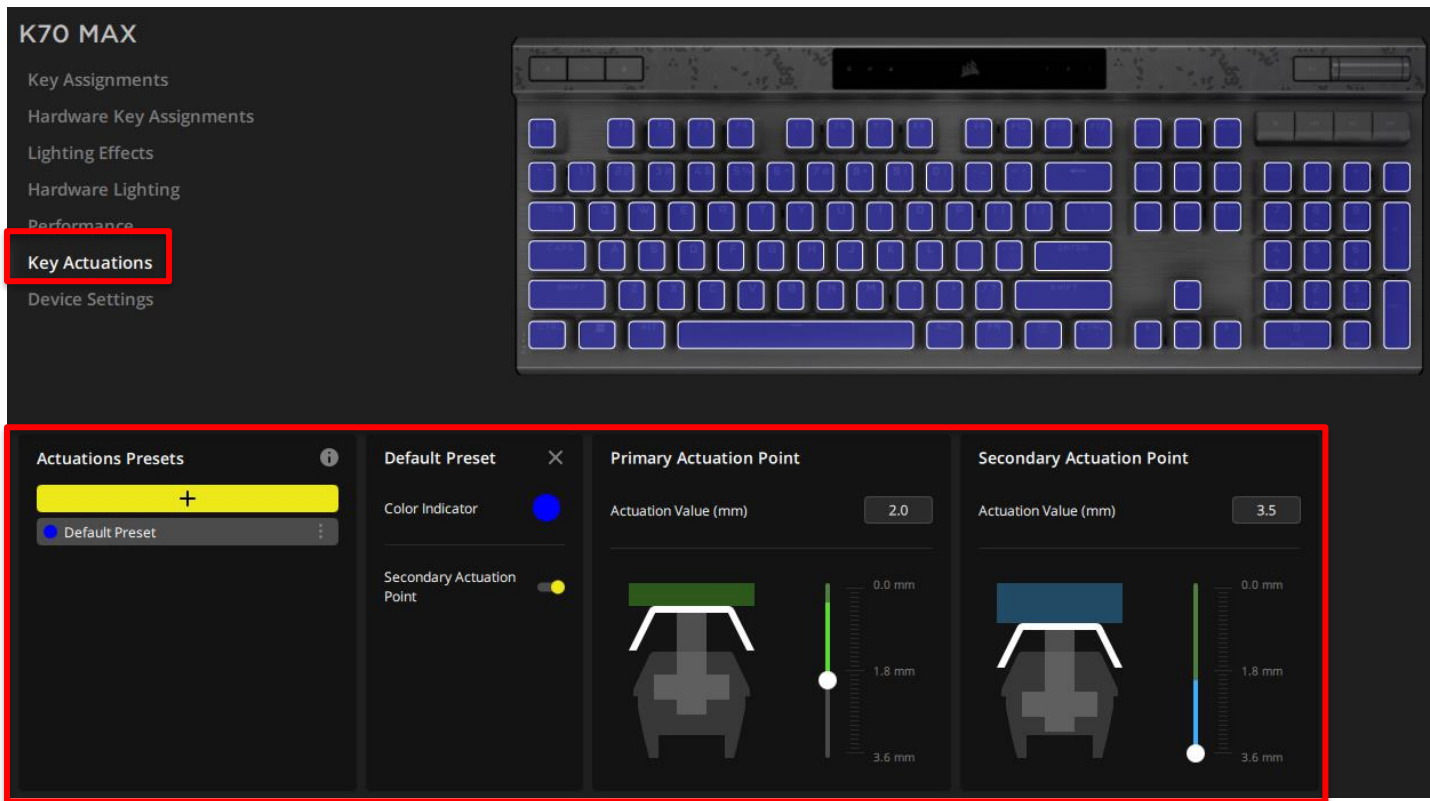 K70 MAX
Key Assignments
Hardware Key Assignments
Lighting Effects
Hardware Lighting
Performance
Key Actuations
Device Settings
Actuations Presets
+
Default Preset
Default Preset
Color Indicator
Secondary Actuation
Point
Primary Actuation Point
Actuation Value (mm) 2.0
0.0 mm
1.8 mm
3.6 mm
Secondary Actuation Point
Actuation Value (mm) 3.5
0.0 mm
1.8 mm
3.6 mm